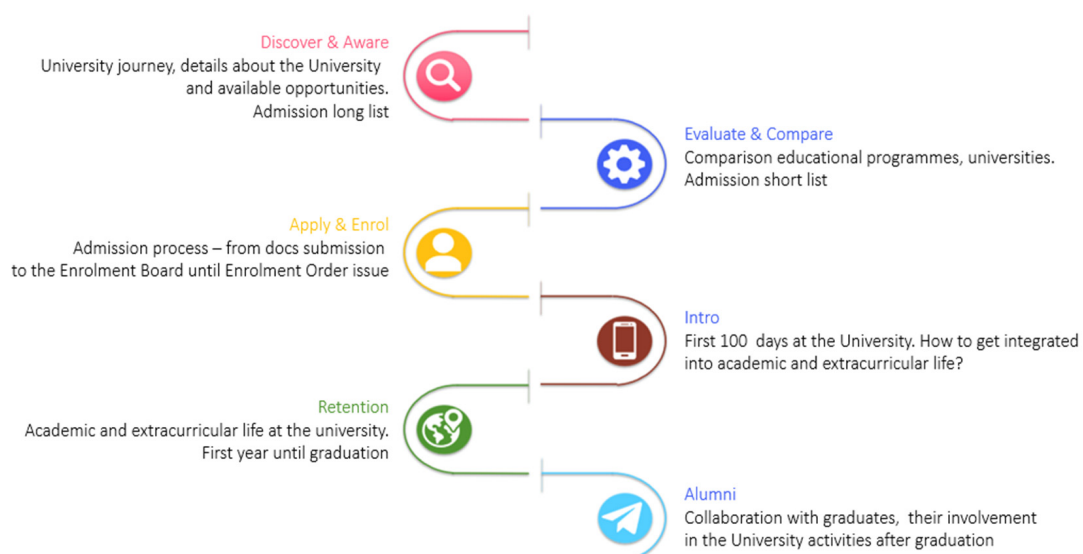 Discover & Aware
University journey, details about the University
and available opportunities.
Admission long list
Evaluate & Compare
Comparison educational programmes, universities.
Admission short list
Apply & Enrol
Admission process – from docs submission
to the Enrolment Board until Enrolment Order issue
Intro
First 100 days at the University. How to get integrated
into academic and extracurricular life?
Retention
Academic and extracurricular life at the university.
First year until graduation
Alumni
Collaboration with graduates, their involvement
in the University activities after graduation